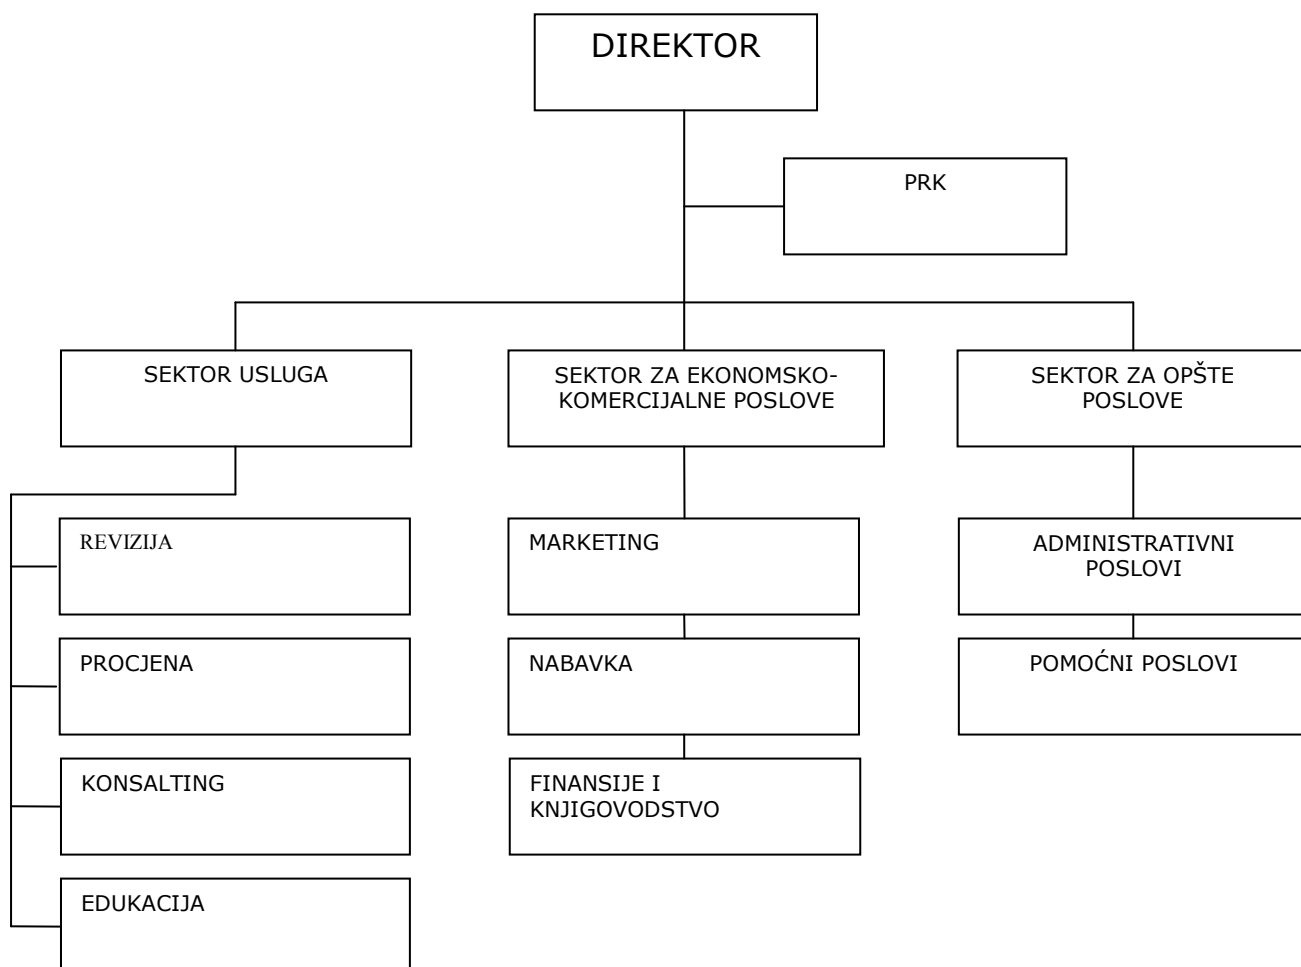 DIREKTOR
PRK
SEKTOR USLUGA
SEKTOR ZA EKONOMSKO-
KOMERCIJALNE POSLOVE
SEKTOR ZA OPŠTE
POSLOVE
REVIZIJA
PROCJENA
KONSALTING
EDUKACIJA
MARKETING
NABAVKA
FINANSIJE I
KNJIGOVODSTVO
ADMINISTRATIVNI
POSLOVI
POMOĆNI POSLOVI